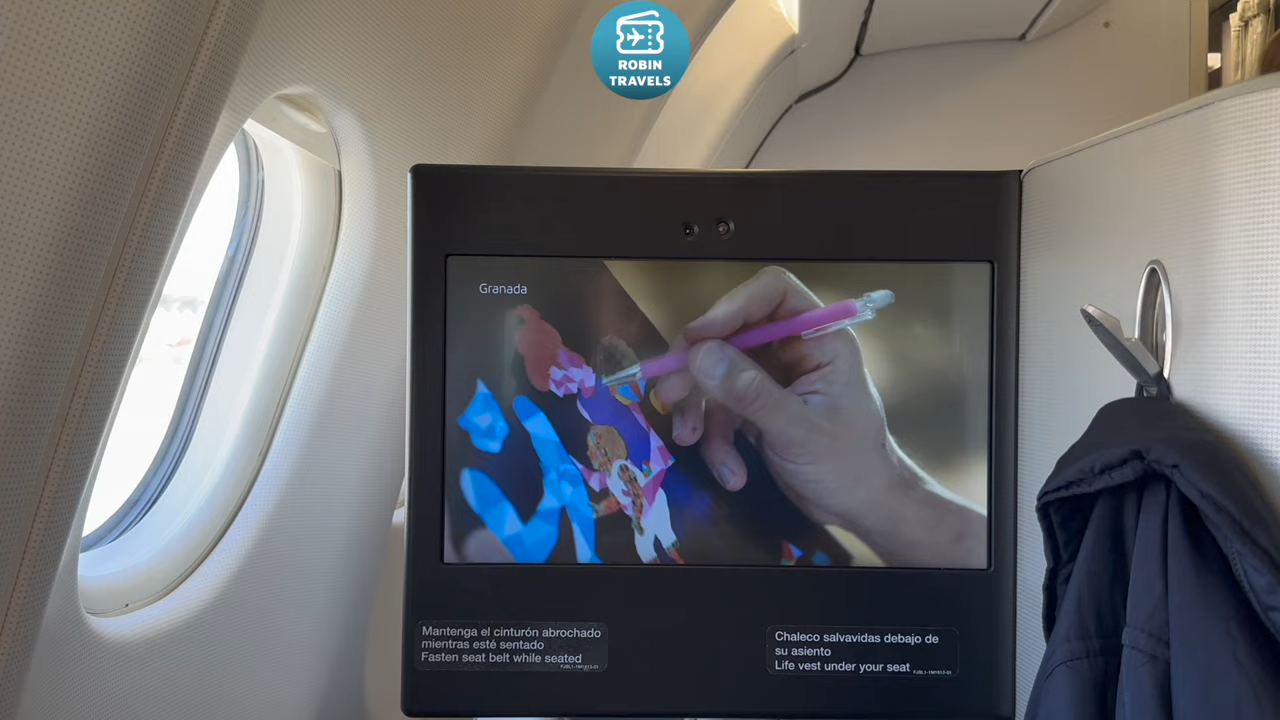 ROBIN
TRAVELS
Granada
Mantenga el cinturón abrochado
mientras esté sentado
Fasten seat belt while seated
Chaleco salvavidas debajo de
su asiento
Life vest under your seat